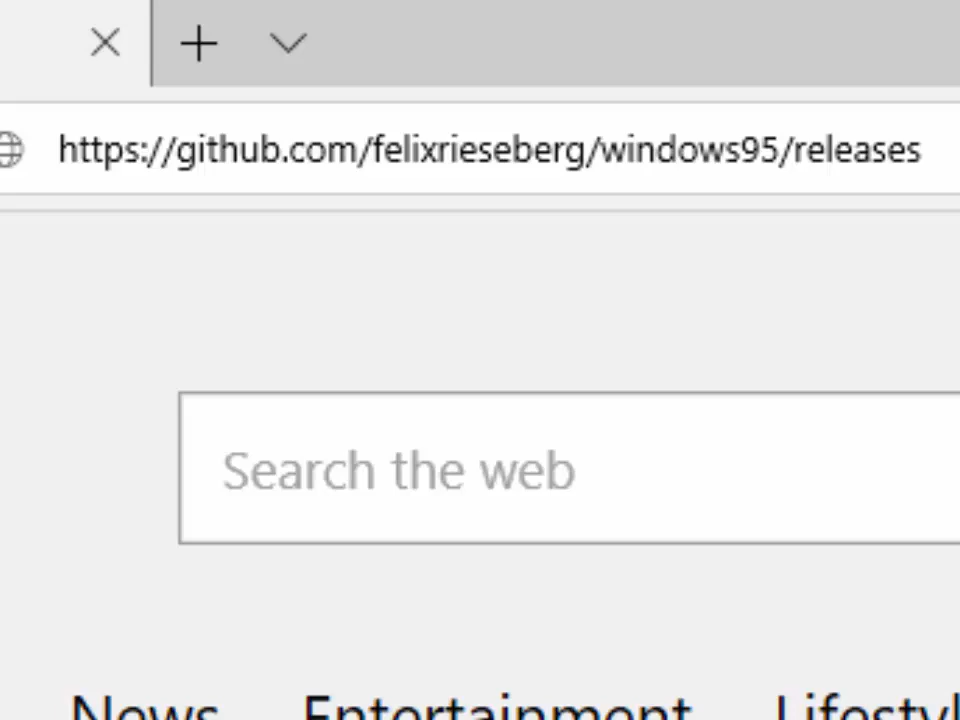 https://github.com/felixrieseberg/windows95/releases
Search the web
News Entertainment Lifestyl